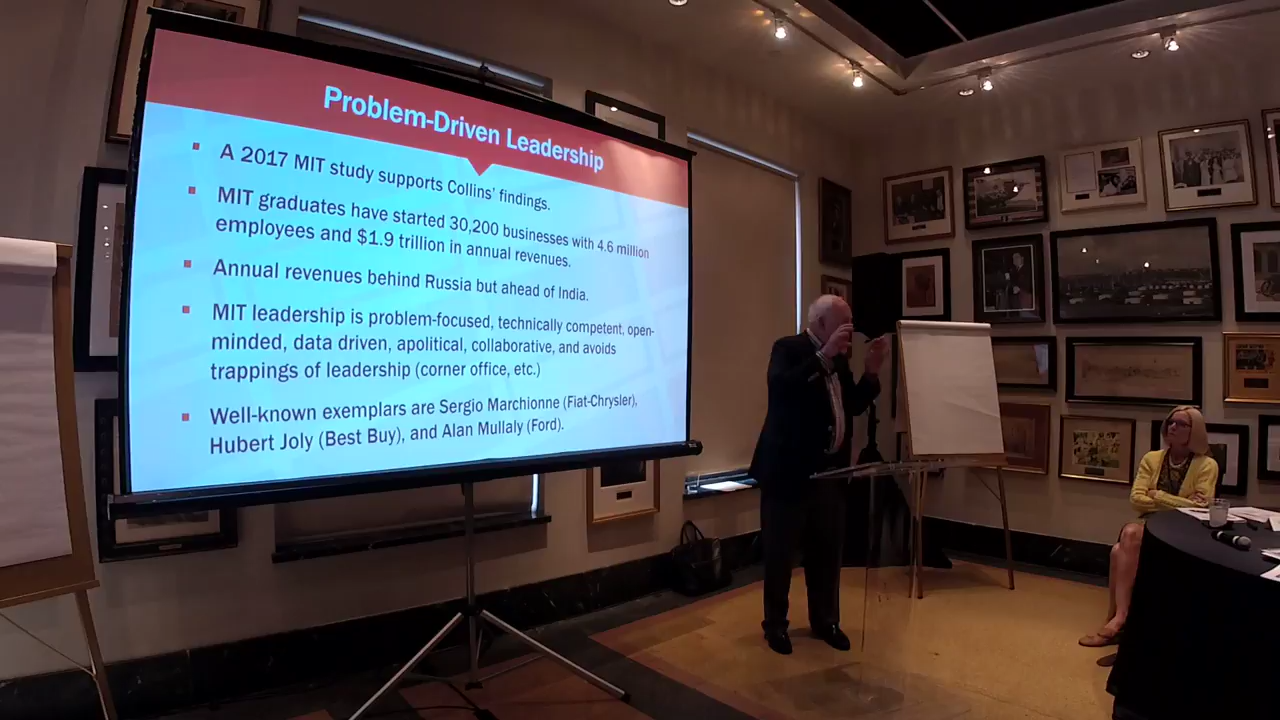 Problem-Driven Leadership
A 2017 MIT study supports Collins' findings.
MIT graduates have started 30,200 businesses with 4.6 million
employees and $1.9 trillion in annual revenues.
Annual revenues behind Russia but ahead of India.
MIT leadership is problem-focused, technically competent, open-
minded, data driven, apolitical, collaborative, and avoids
trappings of leadership (corner office, etc.)
Well-known exemplars are Sergio Marchionne (Fiat-Chrysler),
Hubert Joly (Best Buy), and Alan Mullaly (Ford).